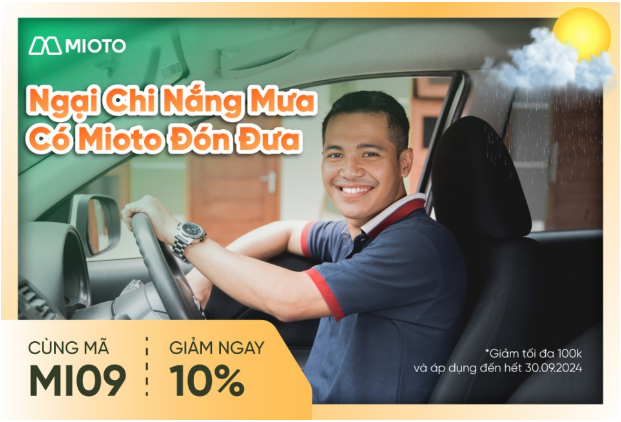 MIOTO
Ngại Chi Nắng Mưa
Có Mioto Đón Đưa
CÙNG MÃ
MI09
GIẢM NGAY
10%
*Giảm tối đa 100k
và áp dụng đến hết 30.09.2024